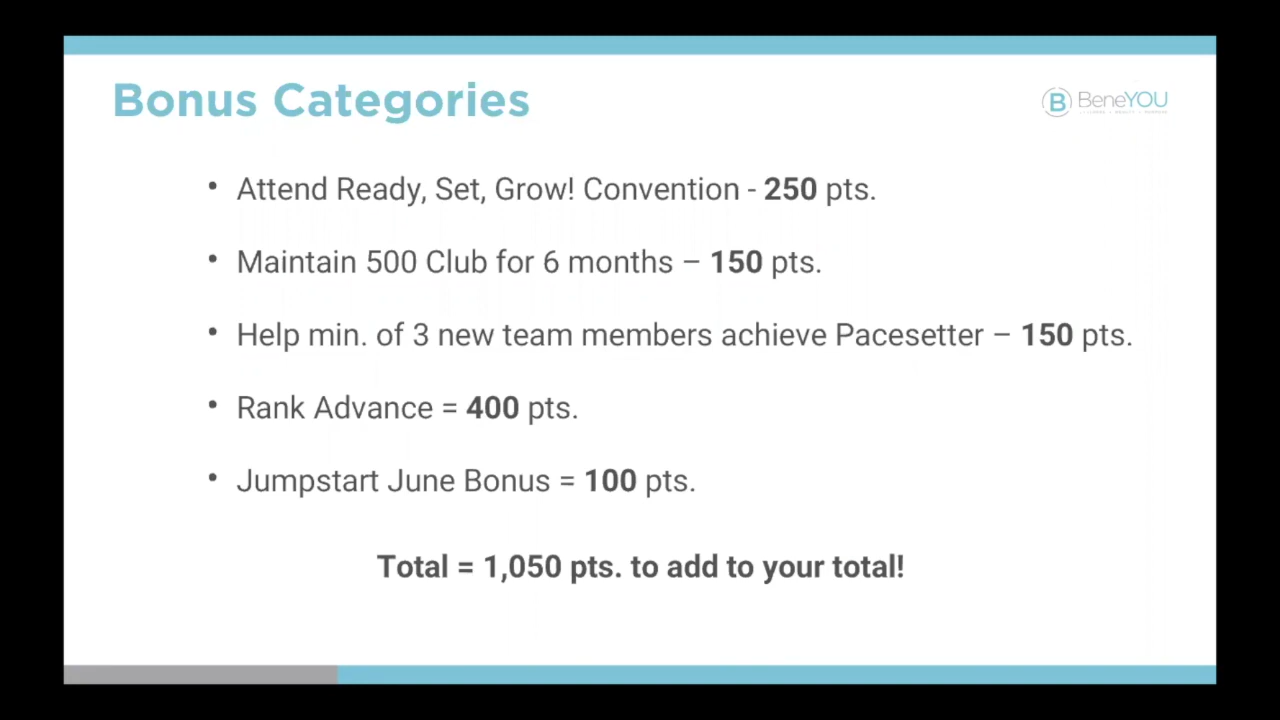 Bonus Categories
BeneYOU
• Attend Ready, Set, Grow! Convention - 250 pts.
• Maintain 500 Club for 6 months – 150 pts.
• Help min. of 3 new team members achieve Pacesetter – 150 pts.
• Rank Advance = 400 pts.
• Jumpstart June Bonus = 100 pts.
Total = 1,050 pts. to add to your total!